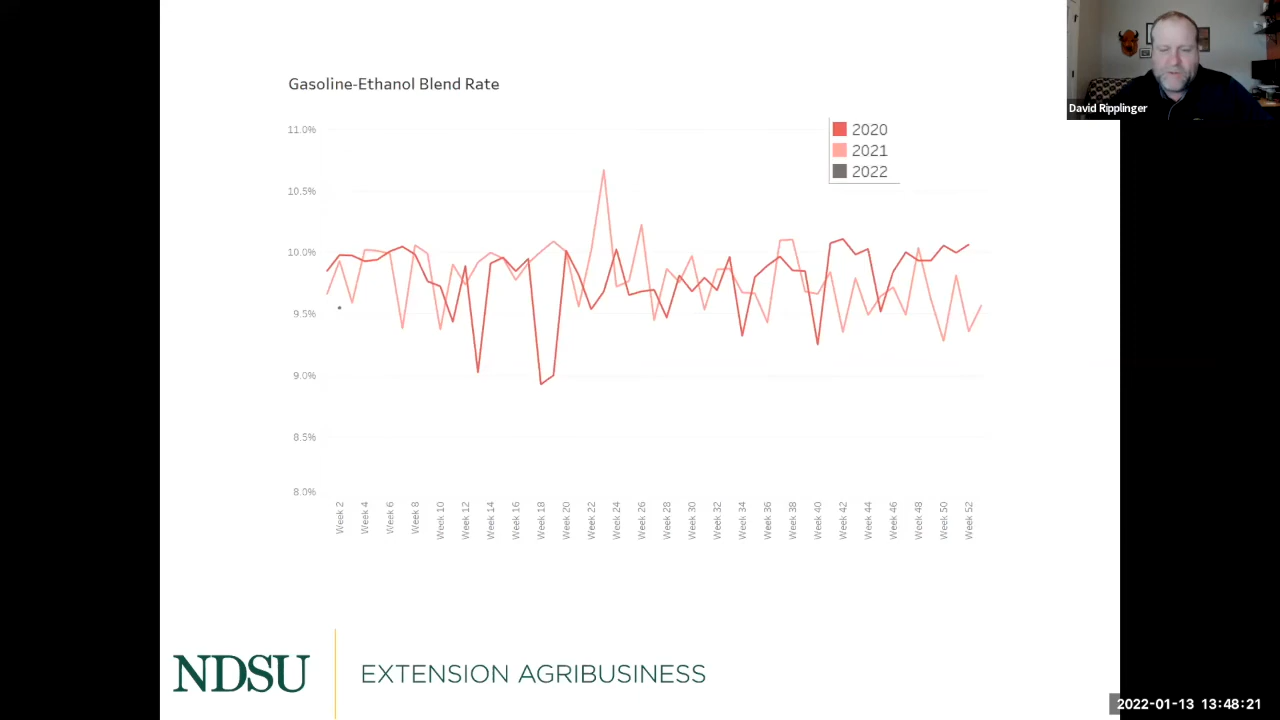 Gasoline-Ethanol Blend Rate
David Ripplinger
2020
2021
2022
11.0%
10.5%
10.0%
9.5%
9.0%
8.5%
8.0%
Week 2
Week 4
Week 6
Week 8
Week 10
Week 12
Week 14
Week 16
Week 18
Week 20
Week 22
Week 24
Week 26
Week 28
Week 30
Week 32
Week 34
Week 36
Week 38
Week 40
Week 42
Week 44
Week 46
Week 48
Week 50
Week 52
NDSU
EXTENSION AGRIBUSINESS
2022-01-13 13:48:21